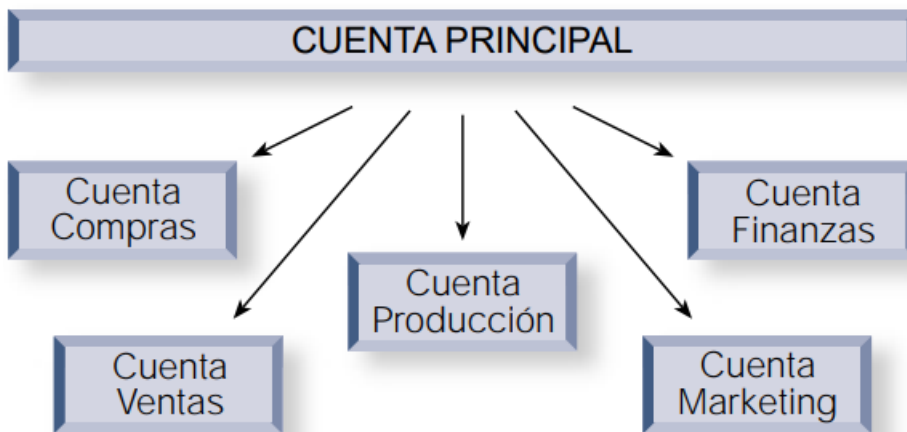 CUENTA PRINCIPAL
Cuenta
Compras
Cuenta
Finanzas
Cuenta
Producción
Cuenta
Ventas
Cuenta
Marketing